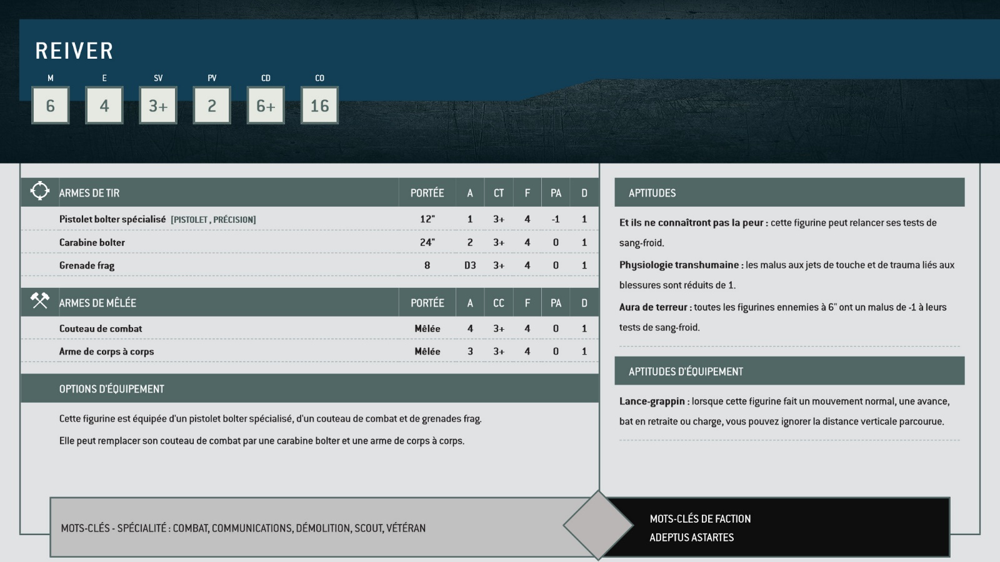 REIVER
M E SV PV CD CO
6 4 3+ 2 6+ 16
ARMES DE TIR PORTÉE A CT F PA D
Pistolet bolter spécialisé [PISTOLET , PRÉCISION] 12" 1 3+ 4 -1 1
Carabine bolter 24" 2 3+ 4 0 1
Grenade frag 8 D3 3+ 4 0 1
ARMES DE MÊLÉE PORTÉE A CC F PA D
Couteau de combat Mêlée 4 3+ 4 0 1
Arme de corps à corps Mêlée 3 3+ 4 0 1
OPTIONS D'ÉQUIPEMENT
Cette figurine est équipée d'un pistolet bolter spécialisé, d'un couteau de combat et de grenades frag.
Elle peut remplacer son couteau de combat par une carabine bolter et une arme de corps à corps.
APTITUDES
Et ils ne connaîtront pas la peur : cette figurine peut relancer ses tests de
sang-froid.
Physiologie transhumaine : les malus aux jets de touche et de trauma liés aux
blessures sont réduits de 1.
Aura de terreur : toutes les figurines ennemies à 6" ont un malus de -1 à leurs
tests de sang-froid.
APTITUDES D'ÉQUIPEMENT
Lance-grappin : lorsque cette figurine fait un mouvement normal, une avance,
bat en retraite ou charge, vous pouvez ignorer la distance verticale parcourue.
MOTS-CLÉS - SPÉCIALITÉ : COMBAT, COMMUNICATIONS, DÉMOLITION, SCOUT, VÉTÉRAN
MOTS-CLÉS DE FACTION
ADEPTUS ASTARTES